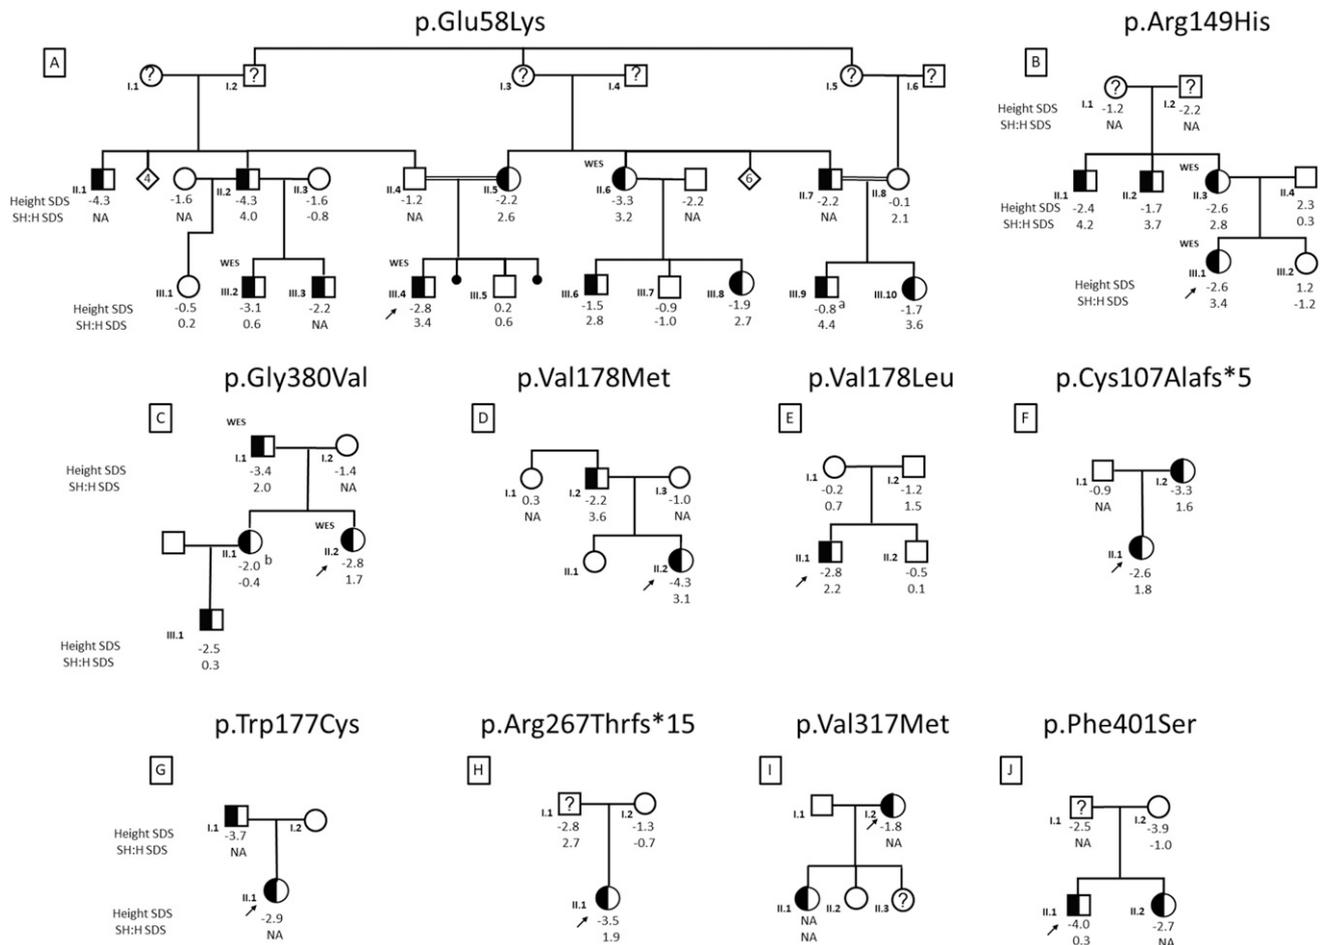 p.Glu58Lys
p.Arg149His
A
I.1 ? I.2 ? I.3 ? I.4 ? I.5 ? I.6 ?
B
I.1 ? I.2 ?
Height SDS -1.2 -2.2
SH:H SDS NA NA
WES
II.1 4 II.2 II.3 II.4 II.5 II.6 6 II.7 II.8
Height SDS -4.3 -1.6 -4.3 -1.6 -1.2 -2.2 -3.3 -2.2 -2.2 -0.1
SH:H SDS NA NA 4.0 -0.8 NA 2.6 3.2 NA NA 2.1
WES
II.1 II.2 II.3 II.4
Height SDS -2.4 -1.7 -2.6 2.3
SH:H SDS 4.2 3.7 2.8 0.3
WES WES
III.1 III.2 III.3 III.4 III.5 III.6 III.7 III.8 III.9 III.10
Height SDS -0.5 -3.1 -2.2 -2.8 0.2 -1.5 -0.9 -1.9 -0.8 a -1.7
SH:H SDS 0.2 0.6 NA 3.4 0.6 2.8 -1.0 2.7 4.4 3.6
WES
III.1 III.2
Height SDS -2.6 1.2
SH:H SDS 3.4 -1.2
p.Gly380Val
C
WES
I.1 I.2
Height SDS -3.4 -1.4
SH:H SDS 2.0 NA
WES
II.1 II.2
-2.0 b -2.8
-0.4 1.7
III.1
Height SDS -2.5
SH:H SDS 0.3
p.Val178Met
D
I.1 I.2 I.3
0.3 -2.2 -1.0
NA 3.6 NA
II.1 II.2
-4.3
3.1
p.Val178Leu
E
I.1 I.2
-0.2 -1.2
0.7 1.5
II.1 II.2
-2.8 -0.5
2.2 0.1
p.Cys107Alafs*5
F
I.1 I.2
-0.9 -3.3
NA 1.6
II.1
-2.6
1.8
p.Trp177Cys
G
I.1 I.2
Height SDS -3.7
SH:H SDS NA
II.1
Height SDS -2.9
SH:H SDS NA
p.Arg267Thrfs*15
H
I.1 ? I.2
-2.8 -1.3
2.7 -0.7
II.1
-3.5
1.9
p.Val317Met
I
I.1 I.2
-1.8
NA
II.1 II.2 II.3 ?
NA
NA
p.Phe401Ser
J
I.1 ? I.2
-2.5 -3.9
NA -1.0
II.1 II.2
-4.0 -2.7
0.3 NA